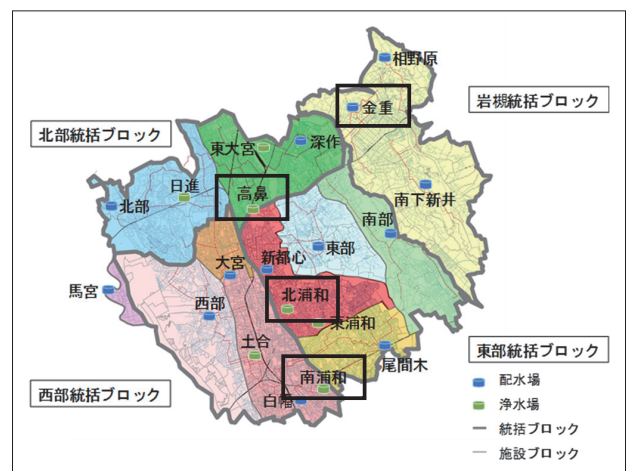 相野原
岩槻統括ブロック
金重
北部統括ブロック
深作
東大宮
日進
高鼻
南下新井
北部
南部
東部
新都心
大宮
馬宮
北浦和
西部
東浦和
土合
東部統括ブロック
尾間木
南浦和
配水場
西部統括ブロック
白幡
浄水場
統括ブロック
施設ブロック